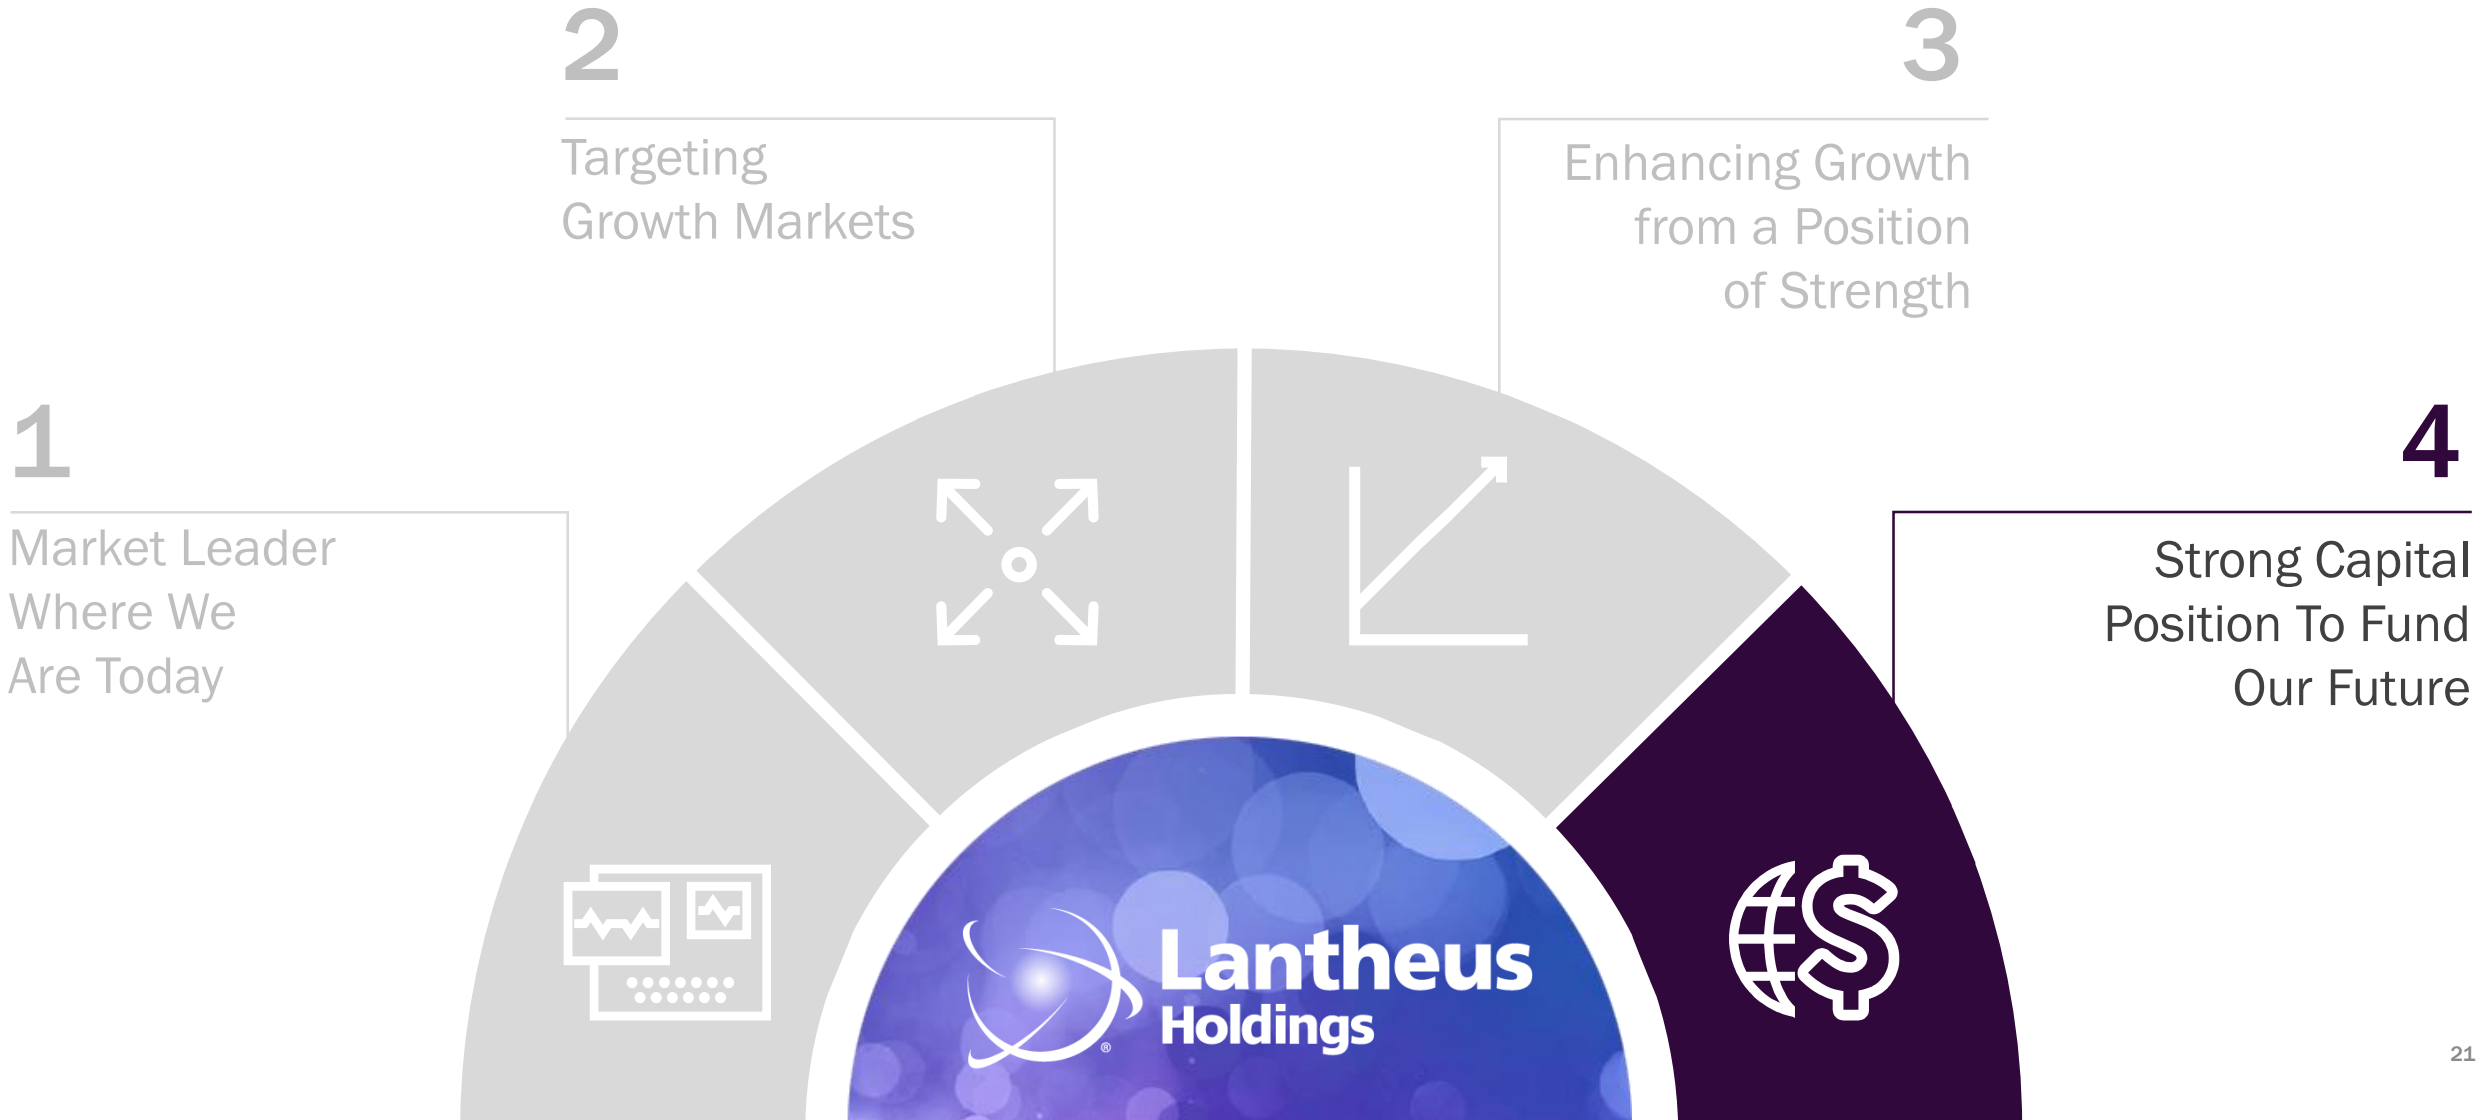 1
Market Leader
Where We
Are Today
2
Targeting
Growth Markets
3
Enhancing Growth
from a Position
of Strength
4
Strong Capital
Position To Fund
Our Future
Lantheus
Holdings
®
21